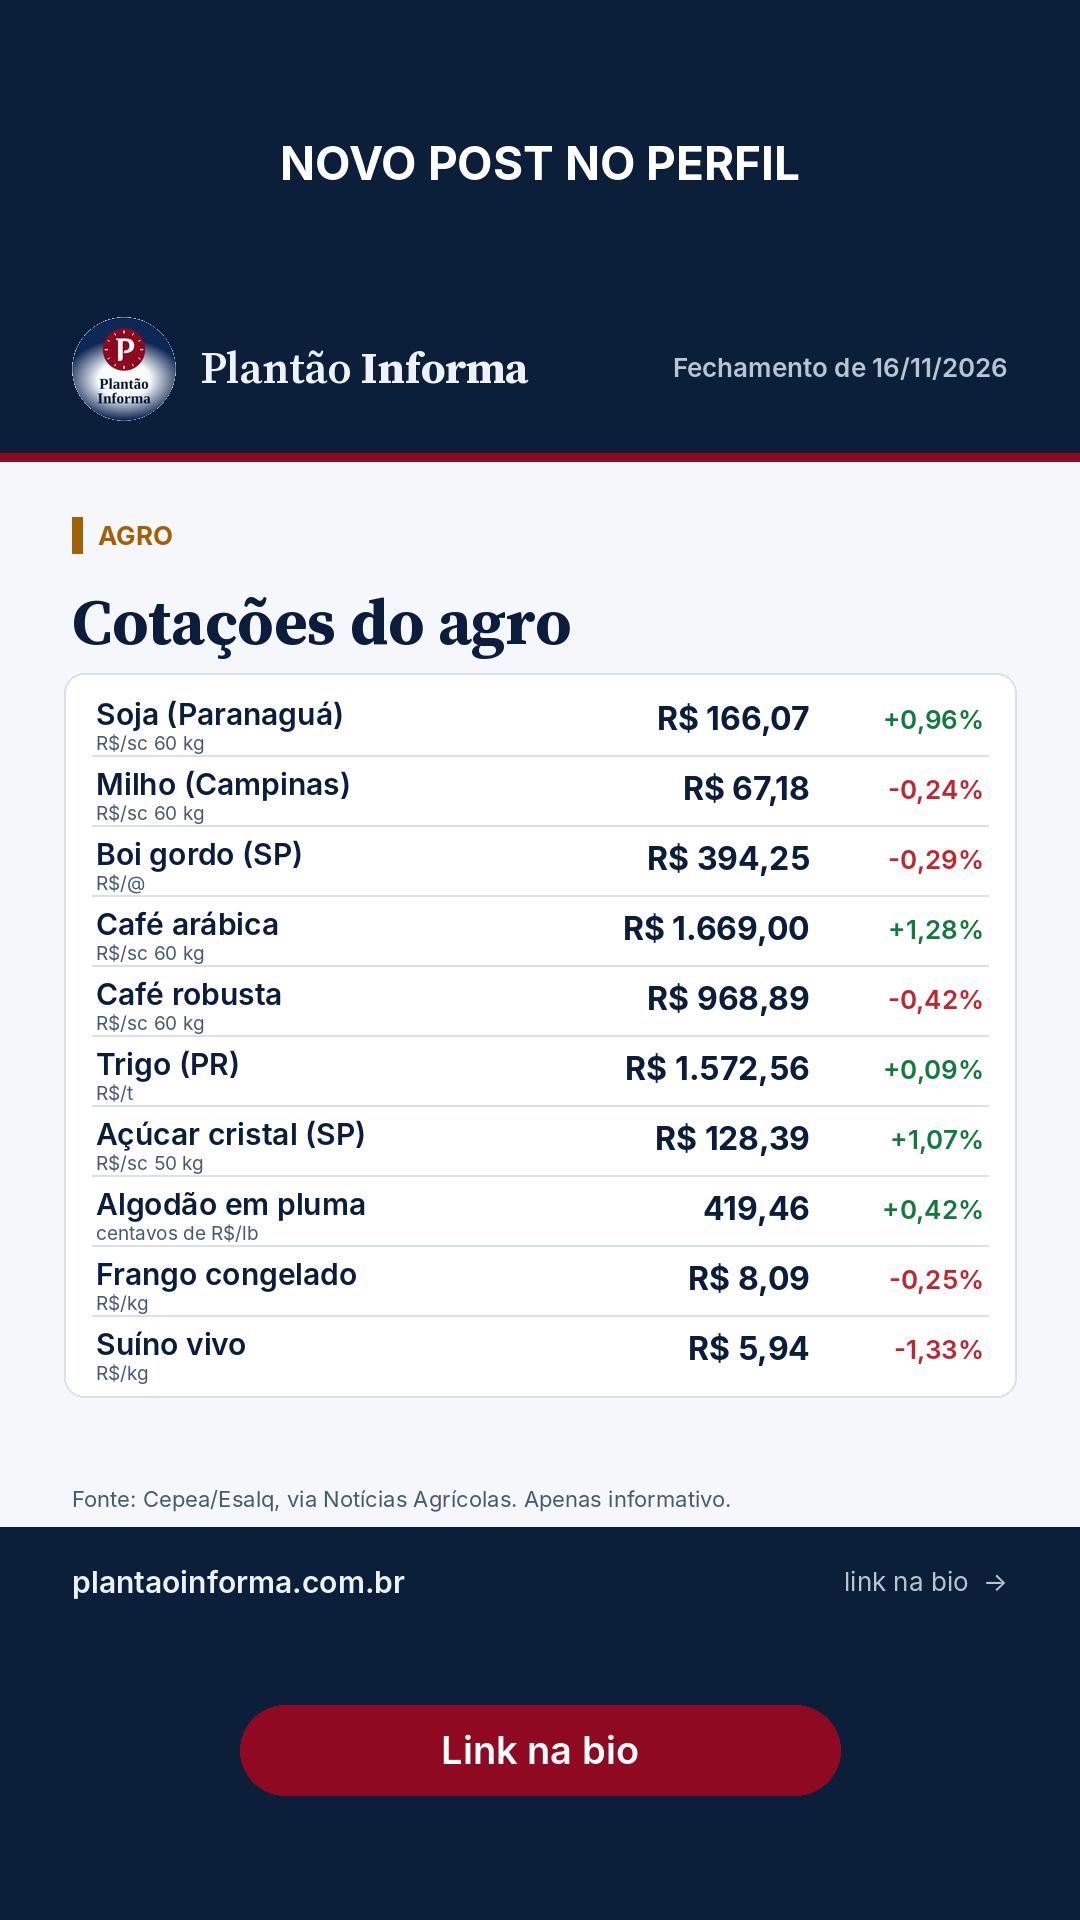 NOVO POST NO PERFIL
P
Plantão
Informa
Plantão Informa
Fechamento de 16/11/2026
AGRO
Cotações do agro
Soja (Paranaguá) R$ 166,07 +0,96%
R$/sc 60 kg
Milho (Campinas) R$ 67,18 -0,24%
R$/sc 60 kg
Boi gordo (SP) R$ 394,25 -0,29%
R$/@
Café arábica R$ 1.669,00 +1,28%
R$/sc 60 kg
Café robusta R$ 968,89 -0,42%
R$/sc 60 kg
Trigo (PR) R$ 1.572,56 +0,09%
R$/t
Açúcar cristal (SP) R$ 128,39 +1,07%
R$/sc 50 kg
Algodão em pluma 419,46 +0,42%
centavos de R$/lb
Frango congelado R$ 8,09 -0,25%
R$/kg
Suíno vivo R$ 5,94 -1,33%
R$/kg
Fonte: Cepea/Esalq, via Notícias Agrícolas. Apenas informativo.
plantaoinforma.com.br
link na bio →
Link na bio